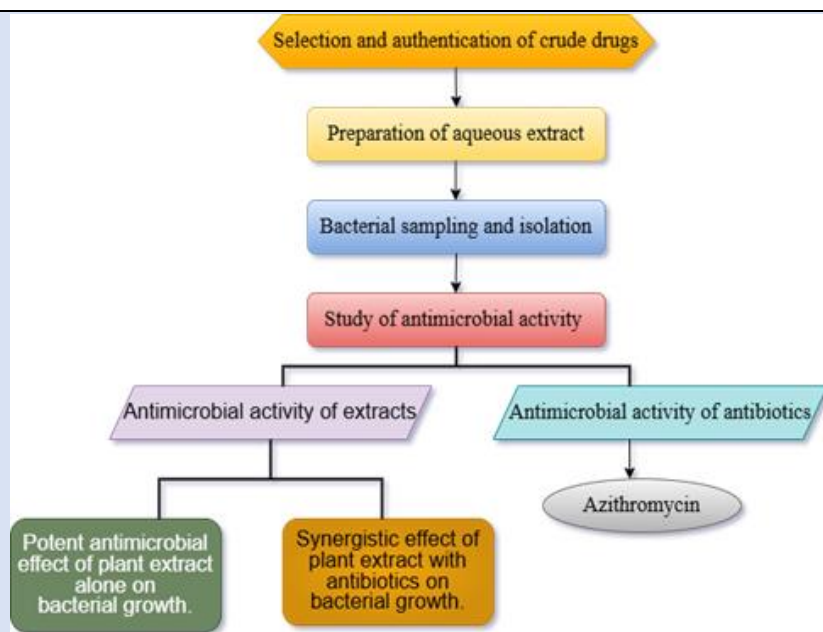 Selection and authentication of crude drugs
Preparation of aqueous extract
Bacterial sampling and isolation
Study of antimicrobial activity
Antimicrobial activity of extracts
Antimicrobial activity of antibiotics
Azithromycin
Potent antimicrobial
effect of plant extract
alone on
bacterial growth.
Synergistic effect of
plant extract with
antibiotics on
bacterial growth.